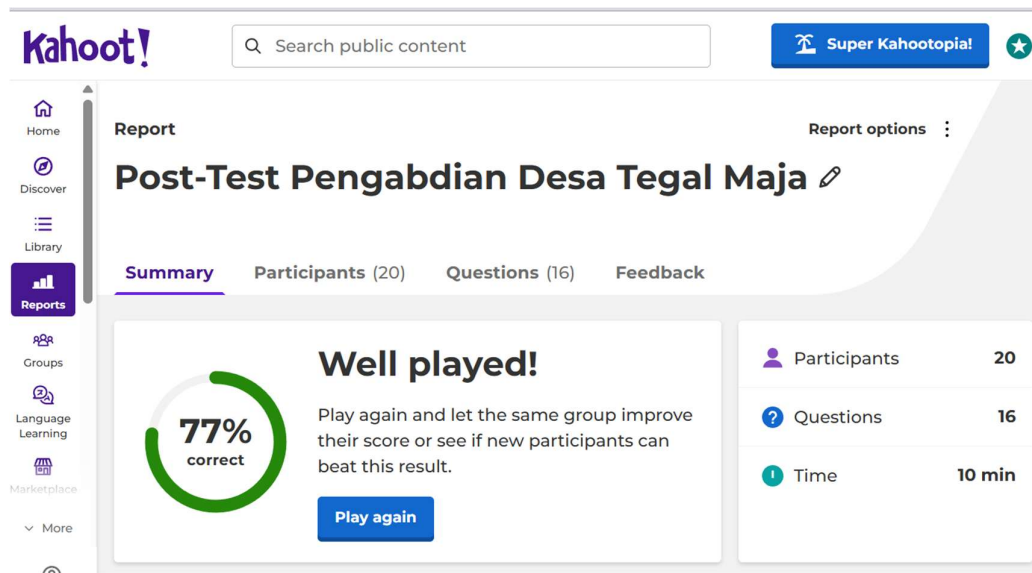 Kahoot!
Search public content
Super Kahootopia!
Home
Discover
Library
Reports
Groups
Language
Learning
Marketplace
More
Report
Report options
Post-Test Pengabdian Desa Tegal Maja
Summary
Participants (20)
Questions (16)
Feedback
77%
correct
Well played!
Play again and let the same group improve
their score or see if new participants can
beat this result.
Play again
Participants 20
Questions 16
Time 10 min